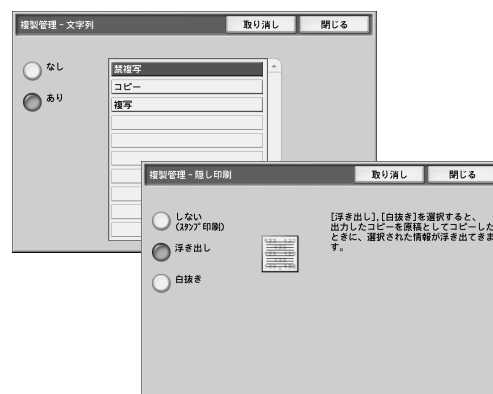 複製管理 - 文字列
取り消し
閉じる
なし
あり
禁複写
コピー
複写
複製管理 - 隠し印刷
取り消し
閉じる
しない
(スタンプ印刷)
浮き出し
白抜き
[浮き出し],[白抜き]を選択すると、
出力したコピーを原稿としてコピーした
ときに、選択された情報が浮き出てきま
す。